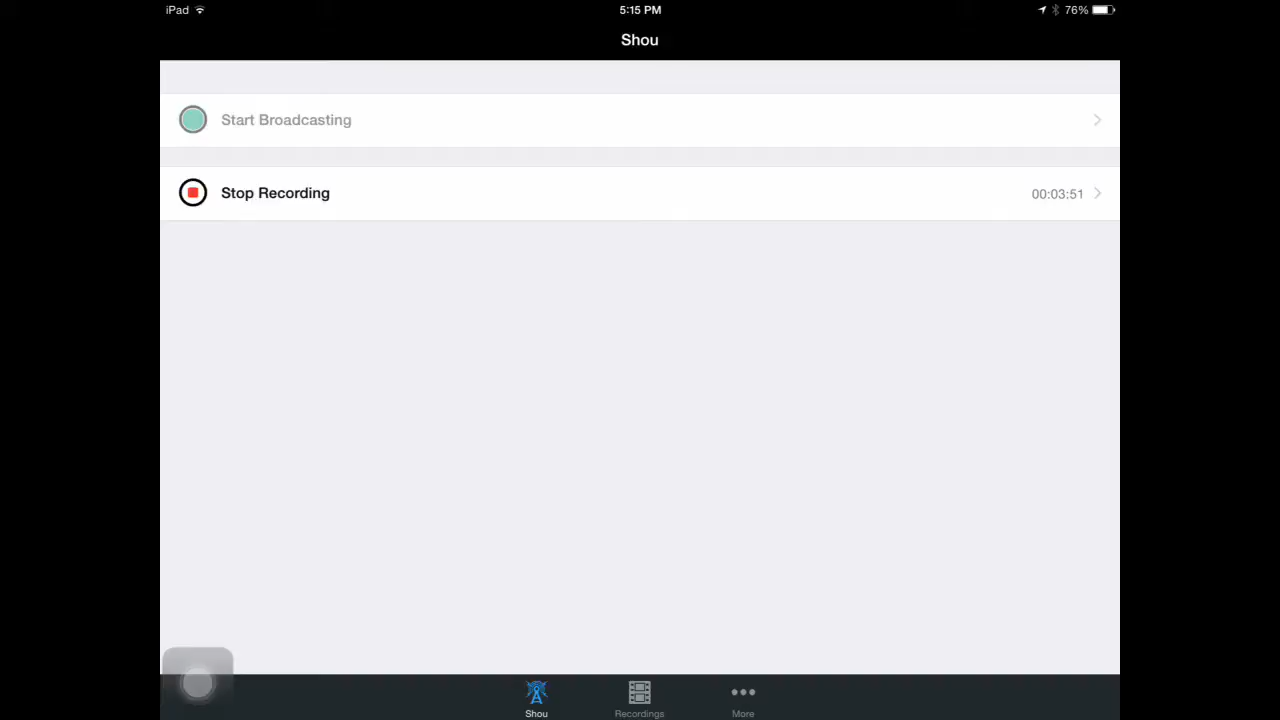 iPad 5:15 PM 76%
Shou
Start Broadcasting
Stop Recording 00:03:51
Shou Recordings More